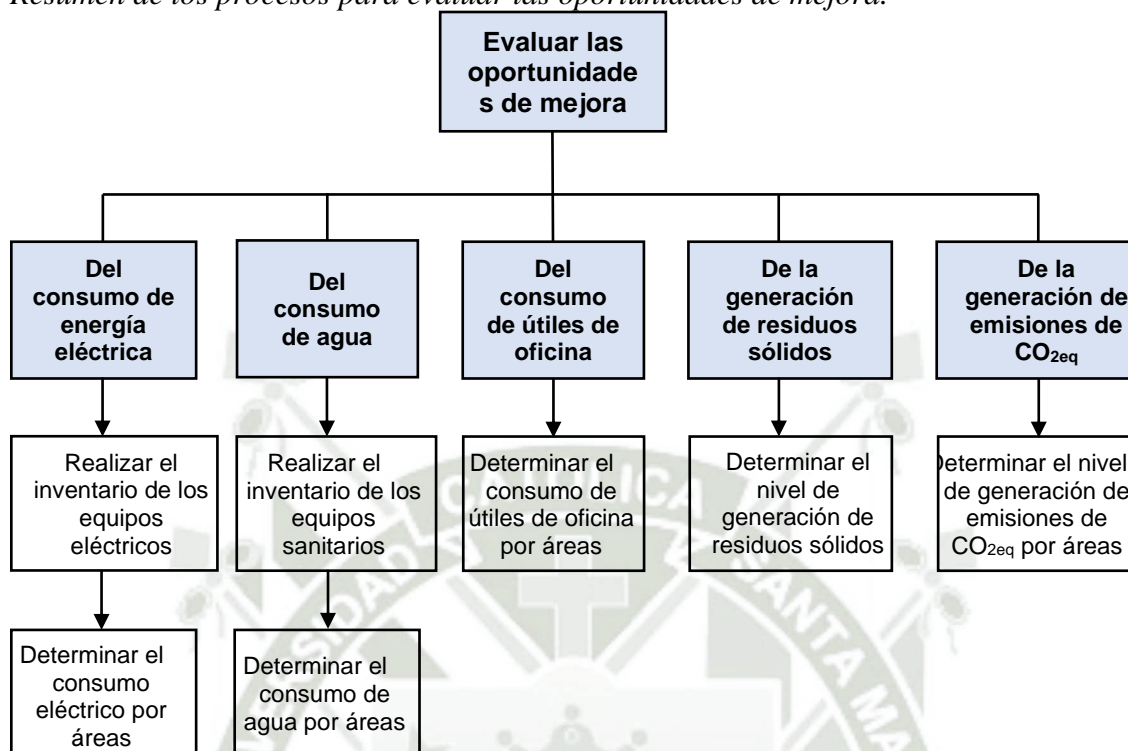 Resumen de los procesos para evaluar las oportunidades de mejora.
Evaluar las
oportunidade
s de mejora
Del
consumo de
energía
eléctrica
Del
consumo
de agua
Del
consumo
de útiles de
oficina
De la
generación
de residuos
sólidos
De la
generación de
emisiones de
CO2eq
Realizar el
inventario de los
equipos
eléctricos
Realizar el
inventario de los
equipos
sanitarios
Determinar el
consumo de
útiles de oficina
por áreas
Determinar el
nivel de
generación de
residuos sólidos
Determinar el nivel
de generación de
emisiones de
CO2eq por áreas
Determinar el
consumo
eléctrico por
áreas
Determinar el
consumo de
agua por áreas
CATOLICA
SANTA MA